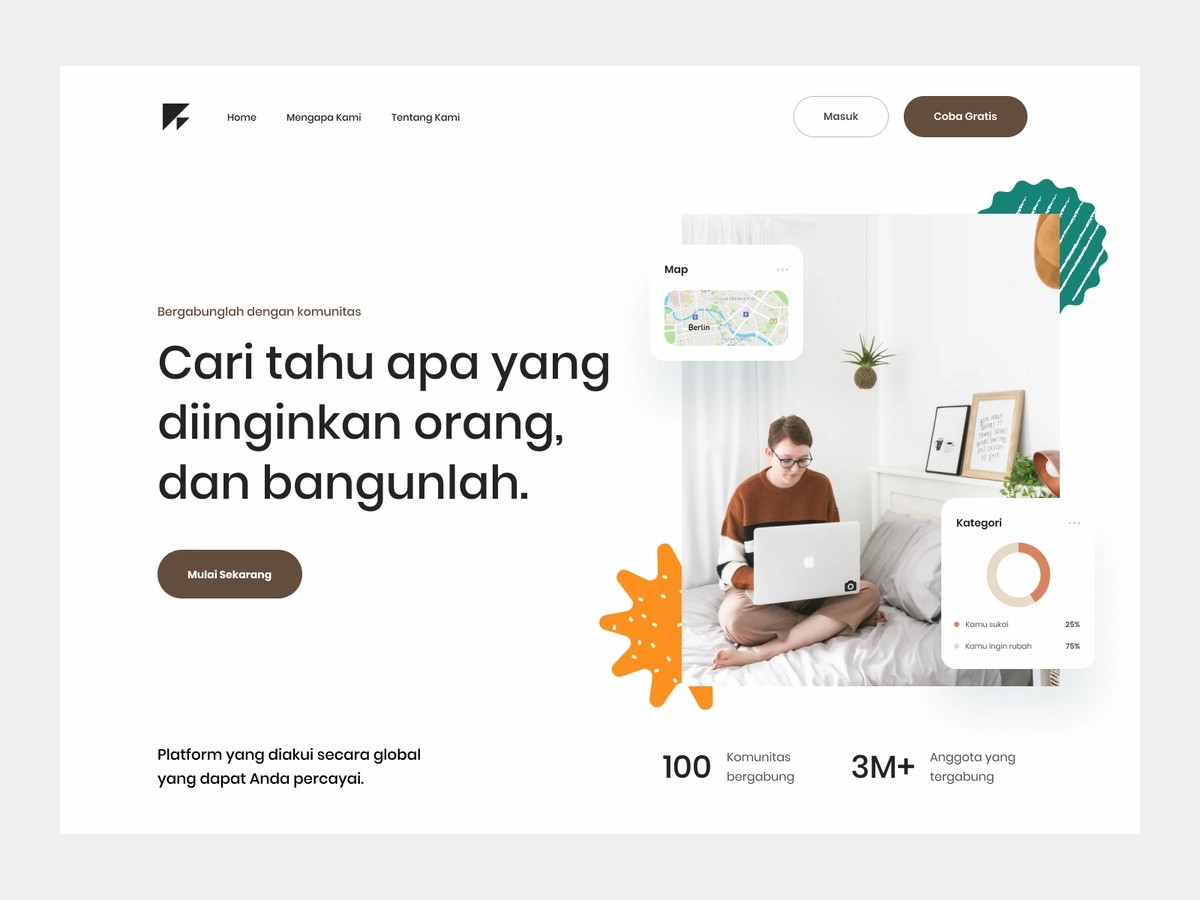 Home
Mengapa Kami
Tentang Kami
Masuk
Coba Gratis
Bergabunglah dengan komunitas
Cari tahu apa yang
diinginkan orang,
dan bangunlah.
Mulai Sekarang
Map
Berlin
Kategori
Kamu sukai 25%
Kamu ingin rubah 75%
Platform yang diakui secara global
yang dapat Anda percayai.
100
Komunitas
bergabung
3M+
Anggota yang
tergabung